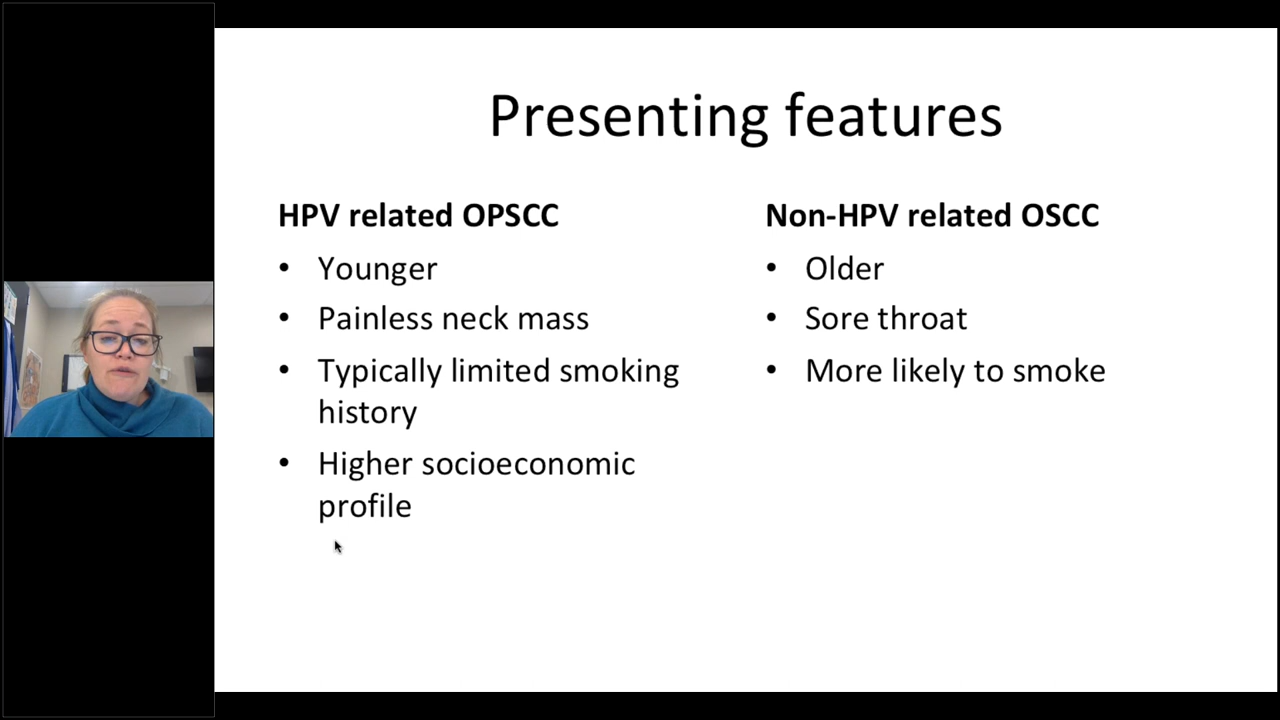 Presenting features
HPV related OPSCC
• Younger
• Painless neck mass
• Typically limited smoking
history
• Higher socioeconomic
profile
Non-HPV related OSCC
• Older
• Sore throat
• More likely to smoke